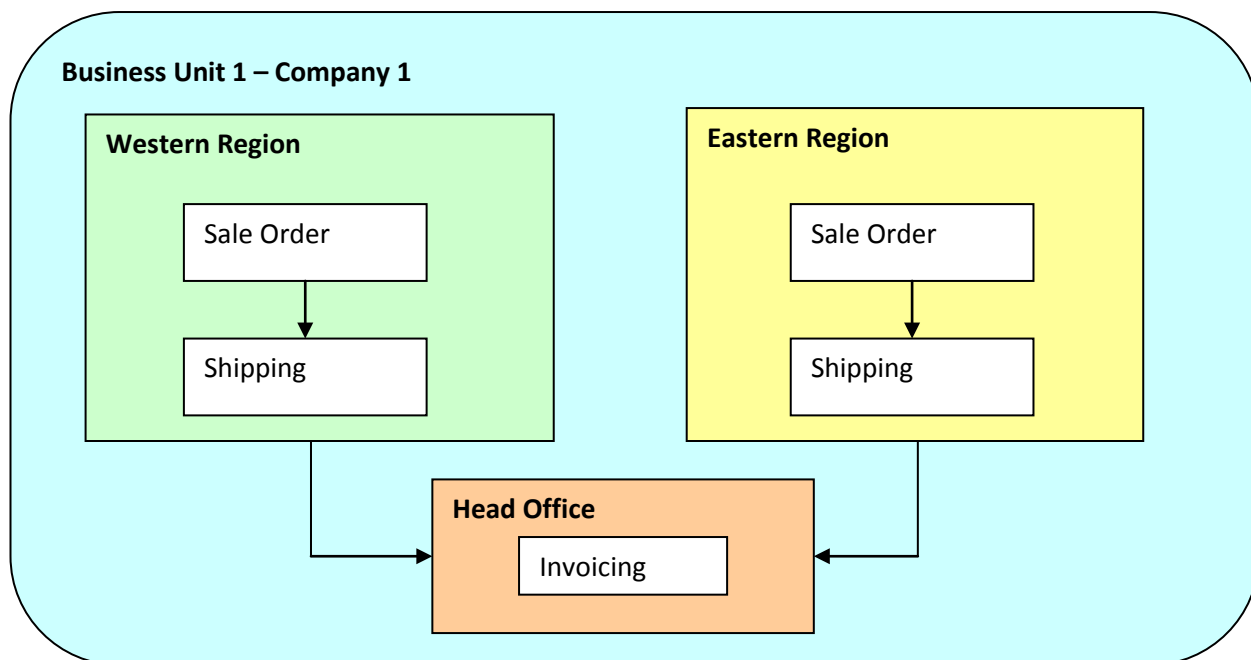 Business Unit 1 – Company 1
Western Region
Sale Order
Shipping
Eastern Region
Sale Order
Shipping
Head Office
Invoicing